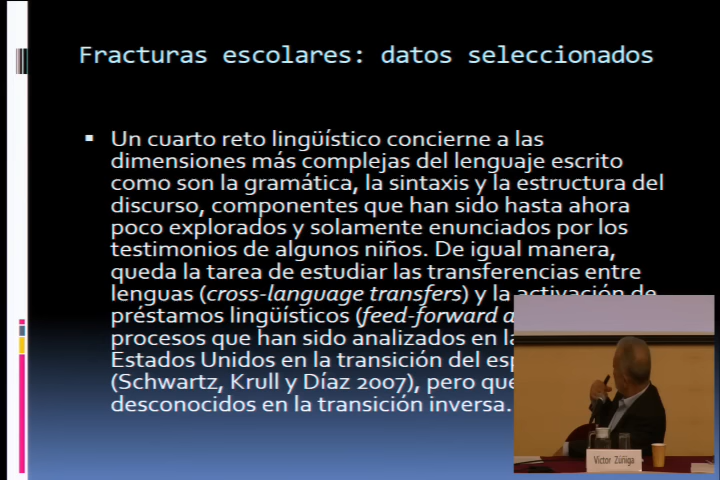 Fracturas escolares: datos seleccionados
Un cuarto reto lingüístico concierne a las
dimensiones más complejas del lenguaje escrito
como son la gramática, la sintaxis y la estructura del
discurso, componentes que han sido hasta ahora
poco explorados y solamente enunciados por los
testimonios de algunos niños. De igual manera,
queda la tarea de estudiar las transferencias entre
lenguas (cross-language transfers) y la activación de
préstamos lingüísticos (feed-forward
procesos que han sido analizados en
Estados Unidos en la transición del
(Schwartz, Krull y Díaz 2007), pero
desconocidos en la transición inversa.
Victor Zúñiga